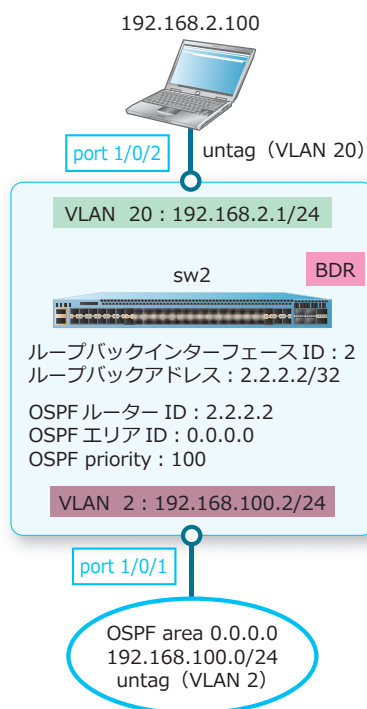 192.168.2.100
port 1/0/2
untag（VLAN 20）
VLAN 20 : 192.168.2.1/24
sw2
BDR
ループバックインターフェース ID : 2
ループバックアドレス : 2.2.2.2/32
OSPF ルーター ID : 2.2.2.2
OSPF エリア ID : 0.0.0.0
OSPF priority : 100
VLAN 2 : 192.168.100.2/24
port 1/0/1
OSPF area 0.0.0.0
192.168.100.0/24
untag（VLAN 2）